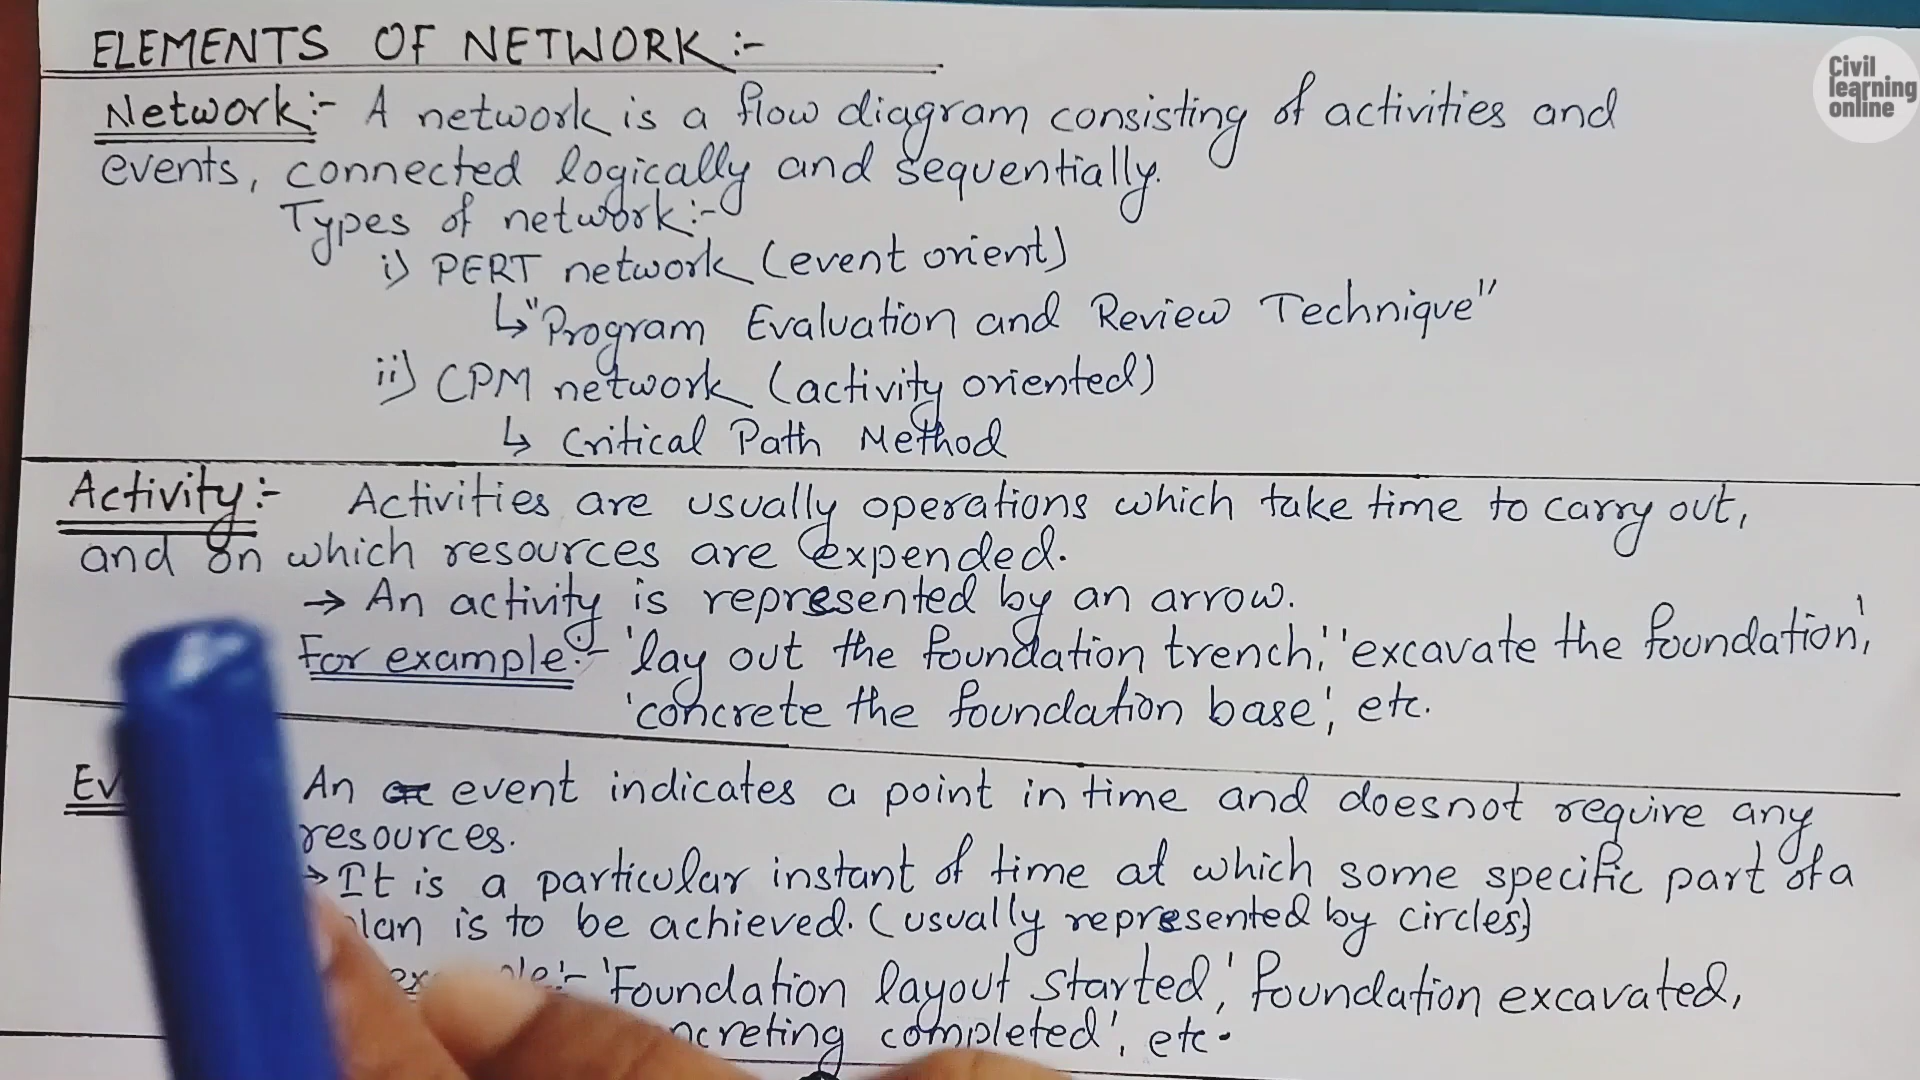 ELEMENTS OF NETWORK :-
Civil
learning
online
Network:- A network is a flow diagram consisting of activities and
events, connected logically and sequentially.
Types of network:-
i) PERT network (event orient)
↳ "Program Evaluation and Review Technique"
ii) CPM network (activity oriented)
↳ Critical Path Method
Activity:- Activities are usually operations which take time to carry out,
and on which resources are expended.
→ An activity is represented by an arrow.
For example:- 'lay out the foundation trench,' 'excavate the foundation,'
'concrete the foundation base', etc.
An event indicates a point in time and doesnot require any
resources.
→ It is a particular instant of time at which some specific part of a
is to be achieved. (usually represented by circles)
'Foundation layout started,' foundation excavated,
completed', etc.